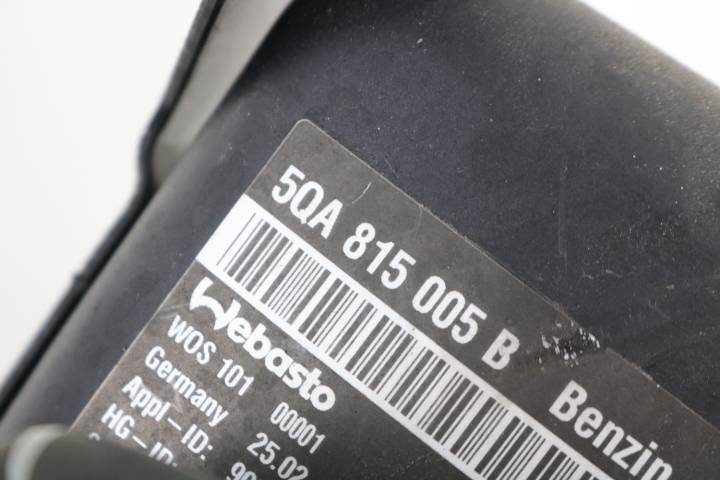 5QA 815 005 B Benzin
Webasto
WOS 101 00001
Germany 25.02
Appl-ID:
HG-ID: